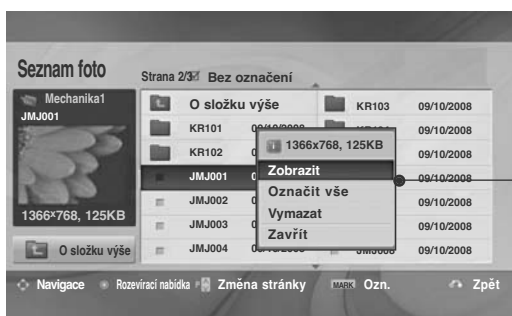 Seznam foto
Strana 2/3 Bez označení
Mechanika1
JMJ001
1366x768, 125KB
O složku výše
O složku výše
KR103 09/10/2008
KR101
09/10/2008
KR102
09/10/2008
JMJ001
09/10/2008
JMJ002
09/10/2008
JMJ003
09/10/2008
JMJ004
09/10/2008
1366x768, 125KB
Zobrazit
Označit vše
Vymazat
Zavřít
Navigace Rozevírací nabídka P Změna stránky MARK Ozn. Zpět